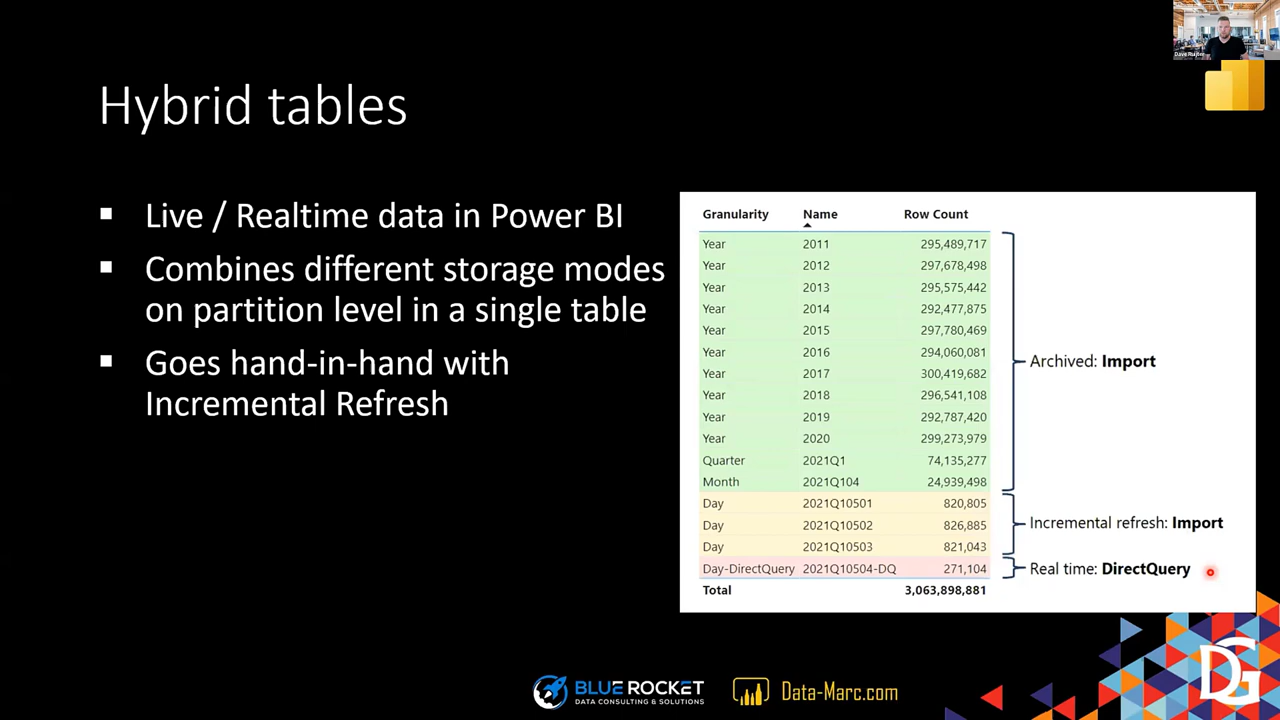 Dave Ruijter
Hybrid tables
▪ Live / Realtime data in Power BI
▪ Combines different storage modes
on partition level in a single table
▪ Goes hand-in-hand with
Incremental Refresh
Granularity Name Row Count
Year 2011 295,489,717
Year 2012 297,678,498
Year 2013 295,575,442
Year 2014 292,477,875
Year 2015 297,780,469
Year 2016 294,060,081
Year 2017 300,419,682
Year 2018 296,541,108
Year 2019 292,787,420
Year 2020 299,273,979
Quarter 2021Q1 74,135,277
Month 2021Q104 24,939,498
Day 2021Q10501 820,805
Day 2021Q10502 826,885
Day 2021Q10503 821,043
Day-DirectQuery 2021Q10504-DQ 271,104
Total 3,063,898,881
Archived: Import
Incremental refresh: Import
Real time: DirectQuery
BLUE ROCKET
DATA CONSULTING & SOLUTIONS
Data-Marc.com
DG